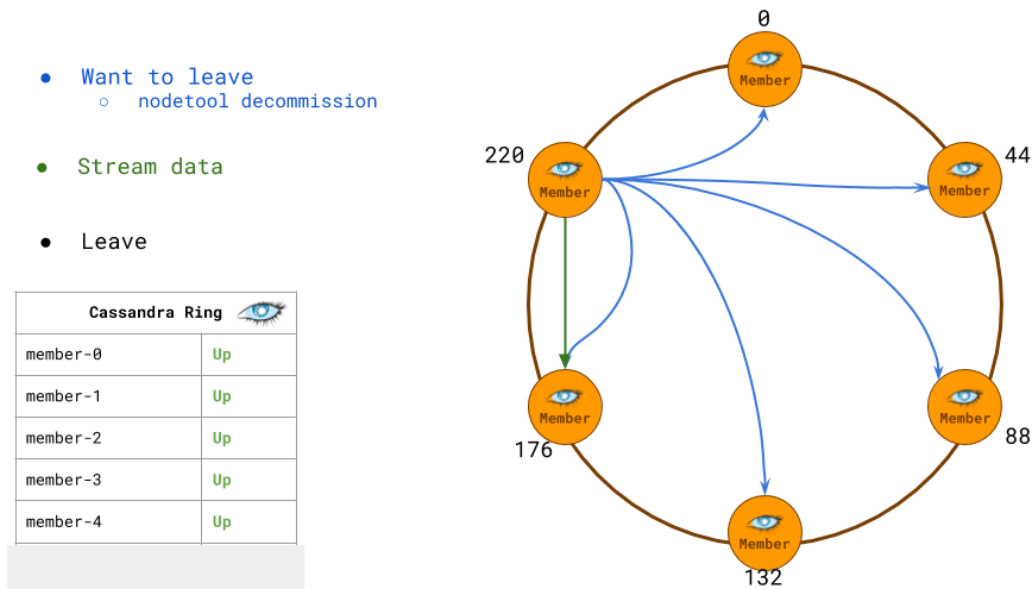 Want to leave
nodetool decommission
Stream data
Leave
Cassandra Ring
member-0 Up
member-1 Up
member-2 Up
member-3 Up
member-4 Up
0
Member
220
Member
44
Member
Member
176
Member
88
Member
132